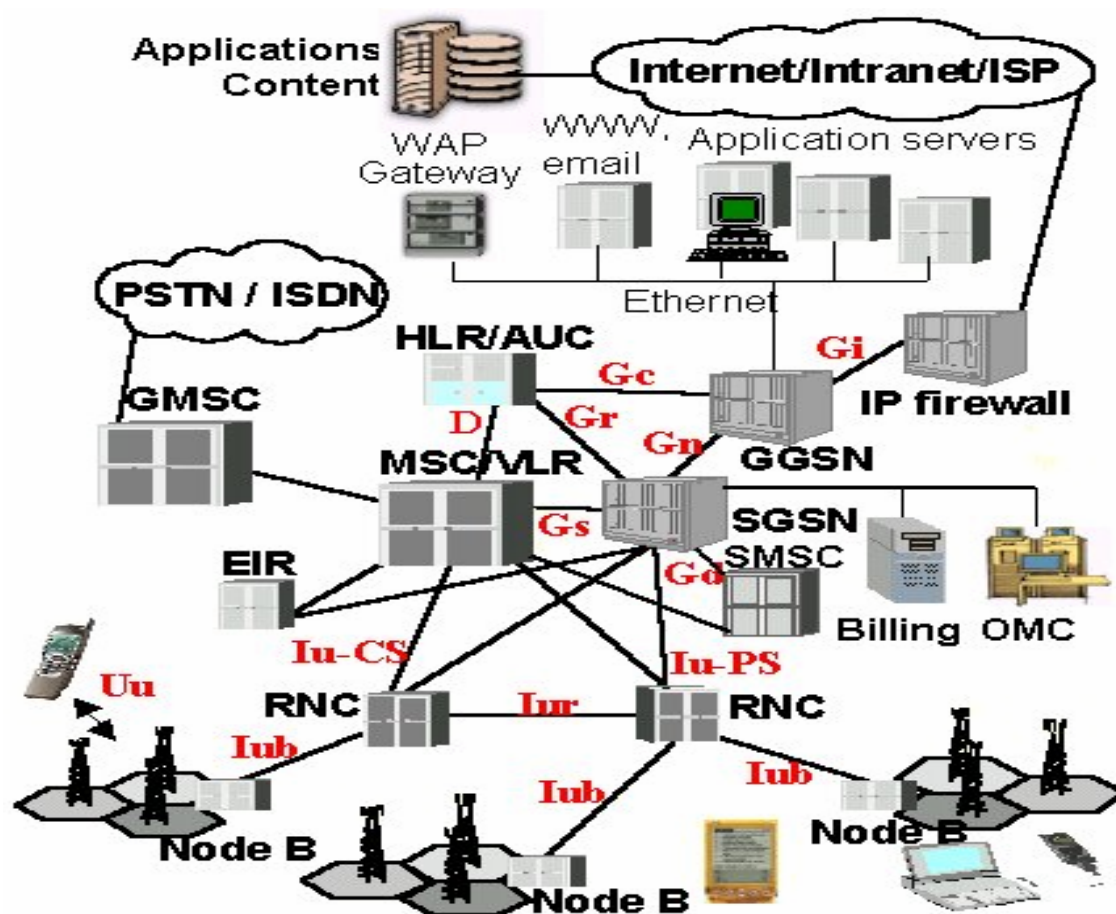 Applications
Content
Internet/Intranet/ISP
WAP
Gateway
WWW,
email
Application servers
Ethernet
PSTN / ISDN
HLR/AUC
Gc
Gi
IP firewall
GMSC
D
Gr
Gn
GGSN
MSC/VLR
Gs
SGSN
SMSC
EIR
Gd
Billing
OMC
Iu-CS
Iu-PS
Uu
RNC
Iur
RNC
Iub
Iub
Iub
Node B
Node B
Node B